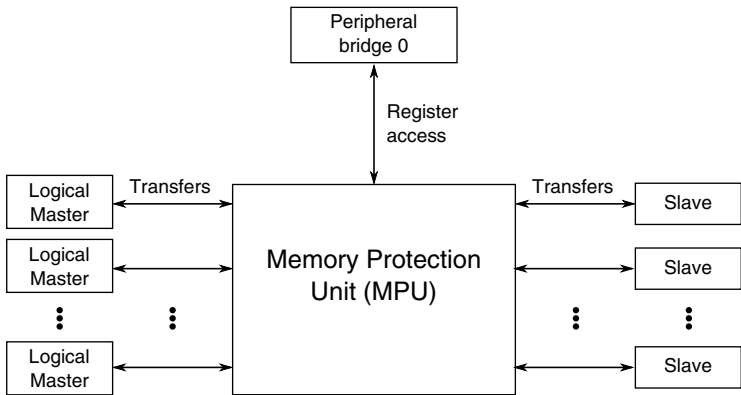 Peripheral
bridge 0
Register
access
Logical
Master
Transfers
Transfers
Slave
Logical
Master
Memory Protection
Unit (MPU)
Slave
Logical
Master
Slave